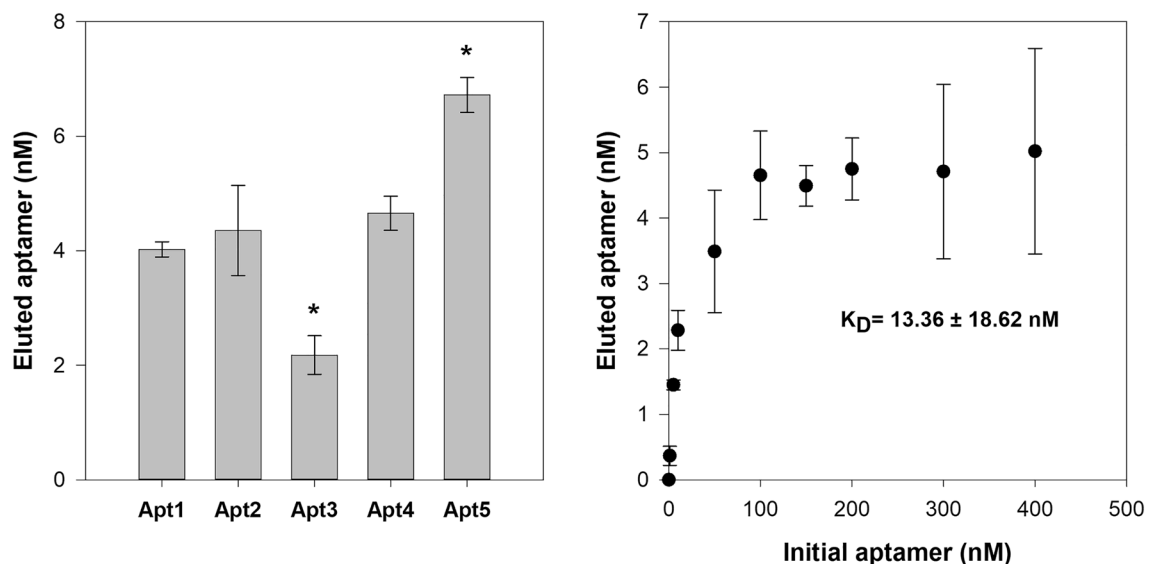 Eluted aptamer (nM)
8
6
4
2
0
*
*
Apt1 Apt2 Apt3 Apt4 Apt5
Eluted aptamer (nM)
7
6
5
4
3
2
1
0
K_D= 13.36 ± 18.62 nM
0 100 200 300 400 500
Initial aptamer (nM)